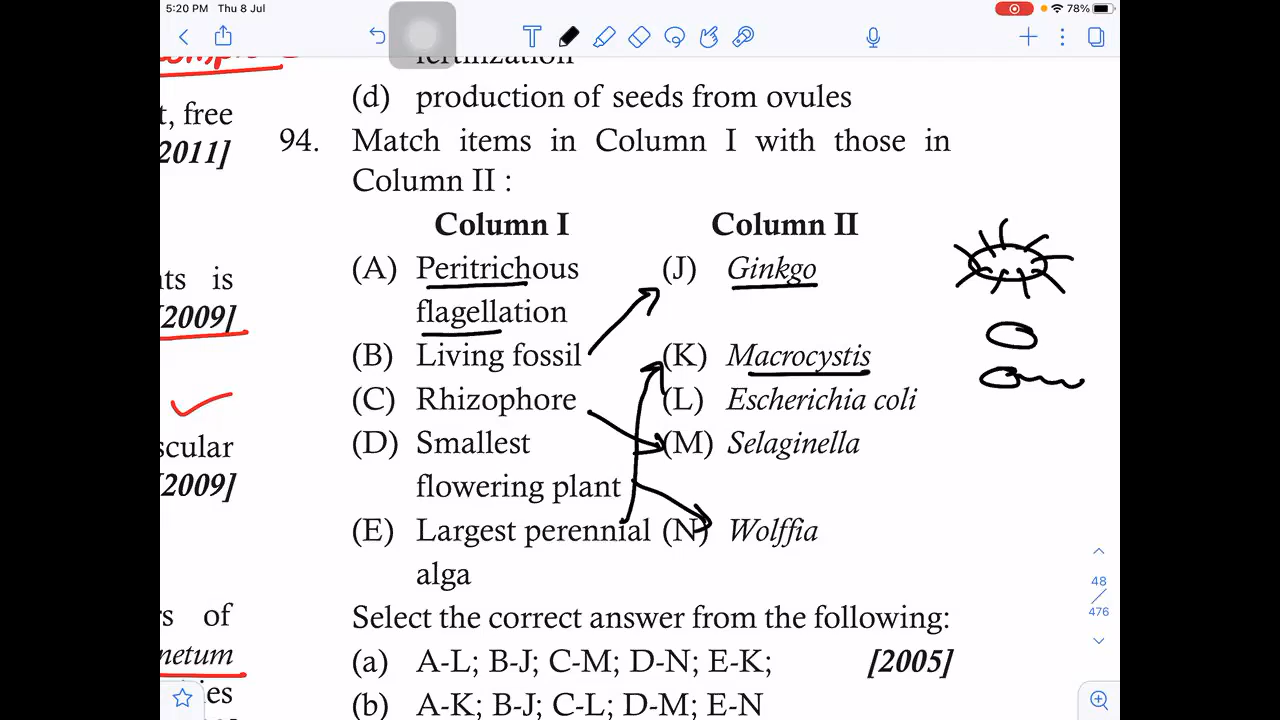 5:20 PM Thu 8 Jul
78%
fertilization
(d) production of seeds from ovules
t, free
2011]
94. Match items in Column I with those in
Column II :
Column I Column II
(A) Peritrichous (J) Ginkgo
flagellation
nts is
[2009]
(B) Living fossil (K) Macrocystis
(C) Rhizophore (L) Escherichia coli
(D) Smallest (M) Selaginella
scular
flowering plant
[2009]
(E) Largest perennial (N) Wolffia
alga
48
476
rs of
Select the correct answer from the following:
netum
(a) A-L; B-J; C-M; D-N; E-K; [2005]
ies
(b) A-K; B-J; C-L; D-M; E-N